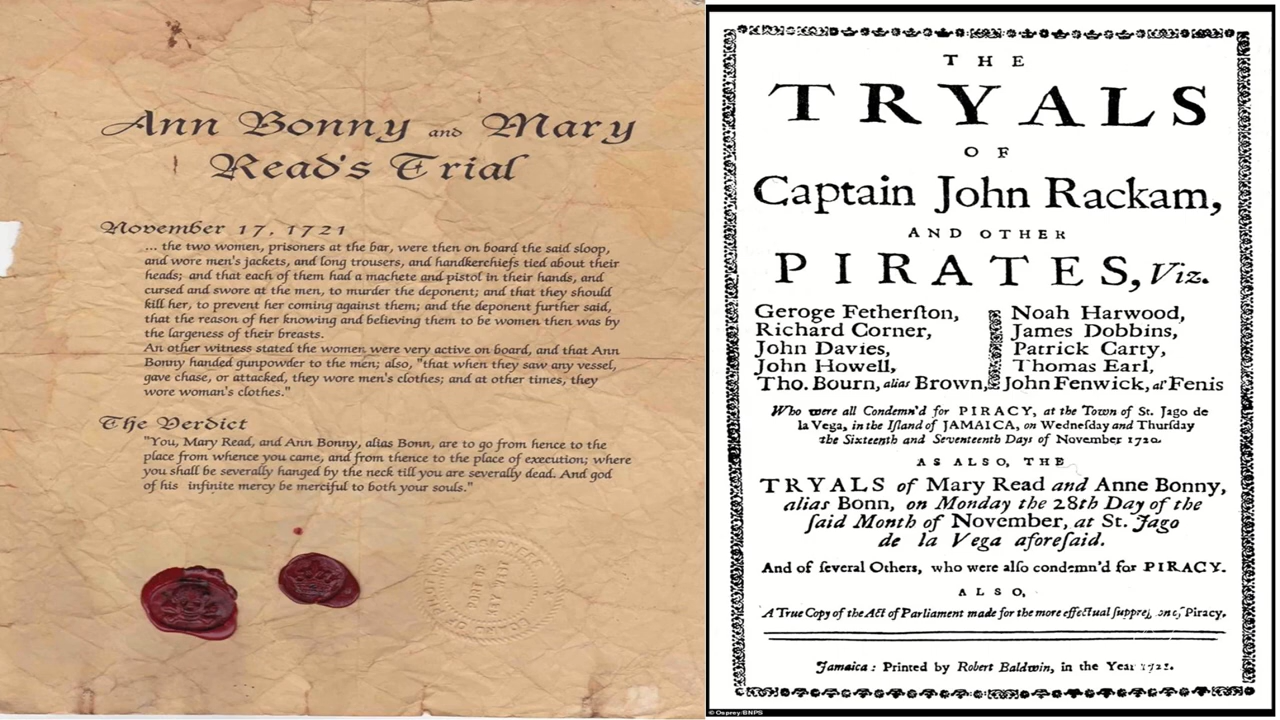 Ann Bonny and Mary
Read's Trial
November 17, 1721
... the two women, prisoners at the bar, were then on board the said sloop,
and wore men's jackets, and long trousers, and handkerchiefs tied about their
heads; and that each of them had a machete and pistol in their hands, and
cursed and swore at the men, to murder the deponent; and that they should
kill her, to prevent her coming against them; and the deponent further said,
that the reason of her knowing and believing them to be women then was by
the largeness of their breasts.
An other witness stated the women were very active on board, and that Ann
Bonny handed gunpowder to the men; also, "that when they saw any vessel,
gave chase, or attacked, they wore men's clothes; and at other times, they
wore woman's clothes."
The Verdict
"You, Mary Read, and Ann Bonny, alias Bonn, are to go from hence to the
place from whence you came, and from thence to the place of execution; where
you shall be severally hanged by the neck till you are severally dead. And god
of his infinite mercy be merciful to both your souls."
THE
TRYALS
OF
Captain John Rackam,
AND OTHER
PIRATES, Viz.
Geroge Fetherſton,
Richard Corner,
John Davies,
John Howell,
Tho. Bourn, alias Brown,
Noah Harwood,
James Dobbins,
Patrick Carty,
Thomas Earl,
John Fenwick, al' Fenis
Who were all Condemn'd for PIRACY, at the Town of St. Jago de
la Vega, in the Iſland of JAMAICA, on Wedneſday and Thurſday
the Sixteenth and Seventeenth Days of November 1720.
AS ALSO, THE
TRYALS of Mary Read and Anne Bonny,
alias Bonn, on Monday the 28th Day of the
ſaid Month of November, at St. Jago
de la Vega aforeſaid.
And of ſeveral Others, who were alſo condemn'd for PIRACY.
ALSO,
A True Copy of the Act of Parliament made for the more effectual Piracy.
Jamaica: Printed by Robert Baldwin, in the Year
© Osprey/BNPS